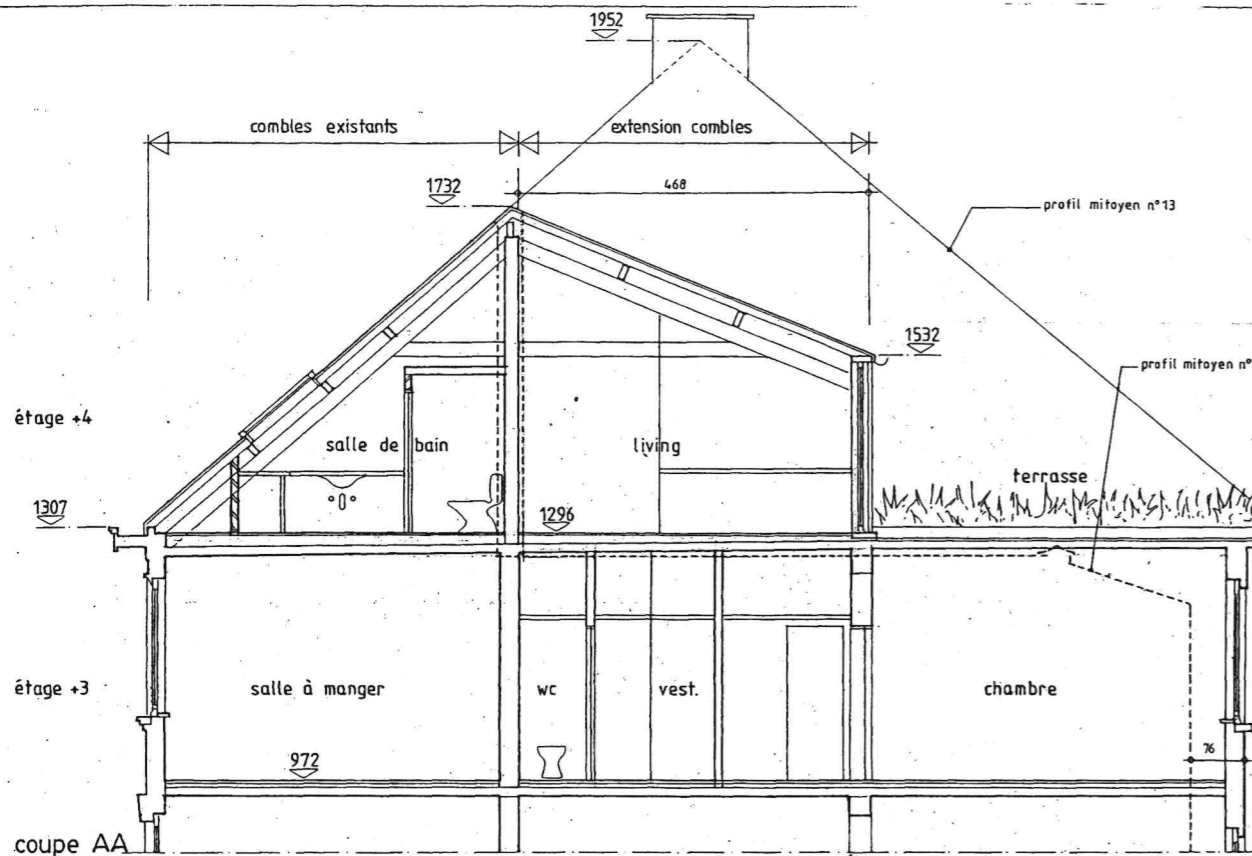 1952
combles existants
extension combles
468
1732
profil mitoyen n°13
1532
profil mitoyen n°
étage +4
salle de bain
living
terrasse
1307
1296
étage +3
salle à manger
wc
vest.
chambre
972
76
coupe AA